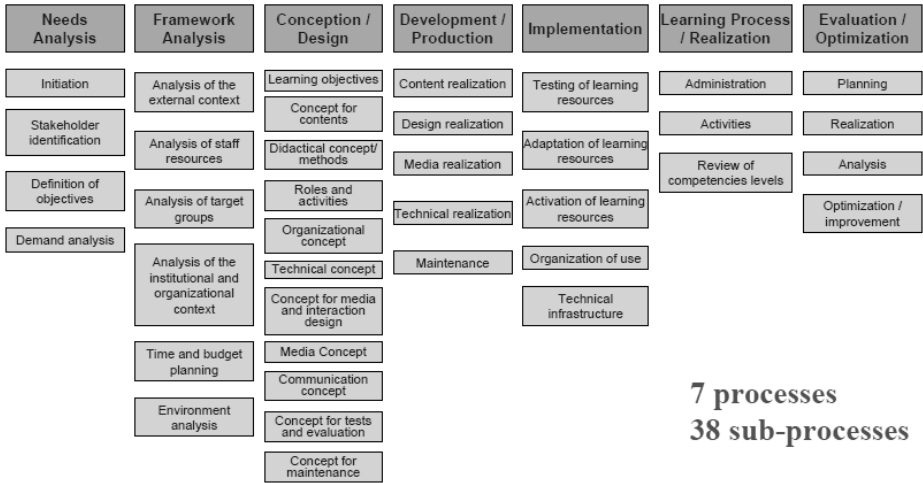 Needs
Analysis
Initiation
Stakeholder
identification
Definition of
objectives
Demand analysis
Framework
Analysis
Analysis of the
external context
Analysis of staff
resources
Analysis of target
groups
Analysis of the
institutional and
organizational
context
Time and budget
planning
Environment
analysis
Conception /
Design
Learning objectives
Concept for
contents
Didactical concept/
methods
Roles and
activities
Organizational
concept
Technical concept
Concept for media
and interaction
design
Media Concept
Communication
concept
Concept for tests
and evaluation
Concept for
maintenance
Development /
Production
Content realization
Design realization
Media realization
Technical realization
Maintenance
Implementation
Testing of learning
resources
Adaptation of learning
resources
Activation of learning
resources
Organization of use
Technical
infrastructure
Learning Process
/ Realization
Administration
Activities
Review of
competencies levels
Evaluation /
Optimization
Planning
Realization
Analysis
Optimization /
improvement
7 processes
38 sub-processes